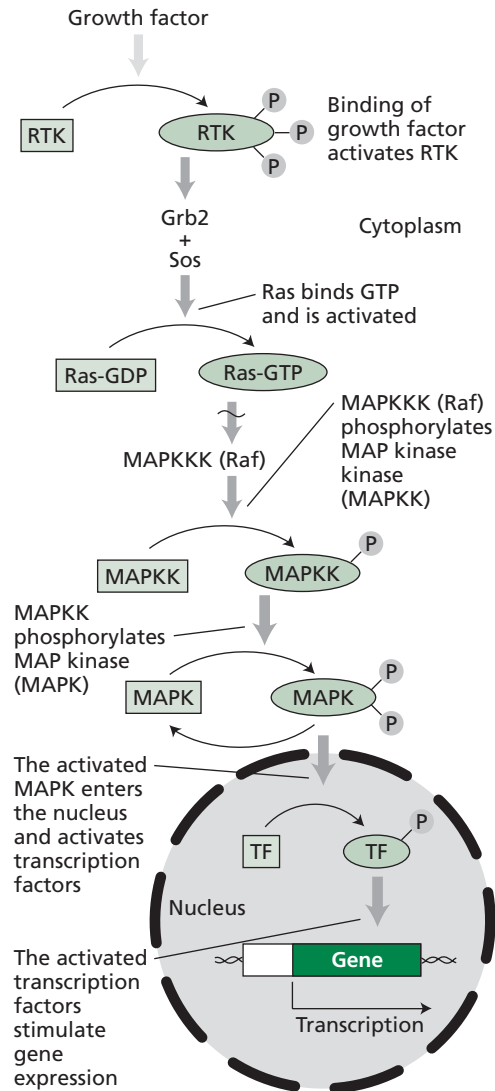 Growth factor
RTK
RTK
P
P
P
Binding of
growth factor
activates RTK
Grb2
+
Sos
Cytoplasm
Ras binds GTP
and is activated
Ras-GDP
Ras-GTP
MAPKKK (Raf)
MAPKKK (Raf)
phosphorylates
MAP kinase
kinase
(MAPKK)
MAPKK
MAPKK
P
MAPKK
phosphorylates
MAP kinase
(MAPK)
MAPK
MAPK
P
P
The activated
MAPK enters
the nucleus
and activates
transcription
factors
TF
TF
P
Nucleus
The activated
transcription
factors
stimulate
gene
expression
Gene
Transcription